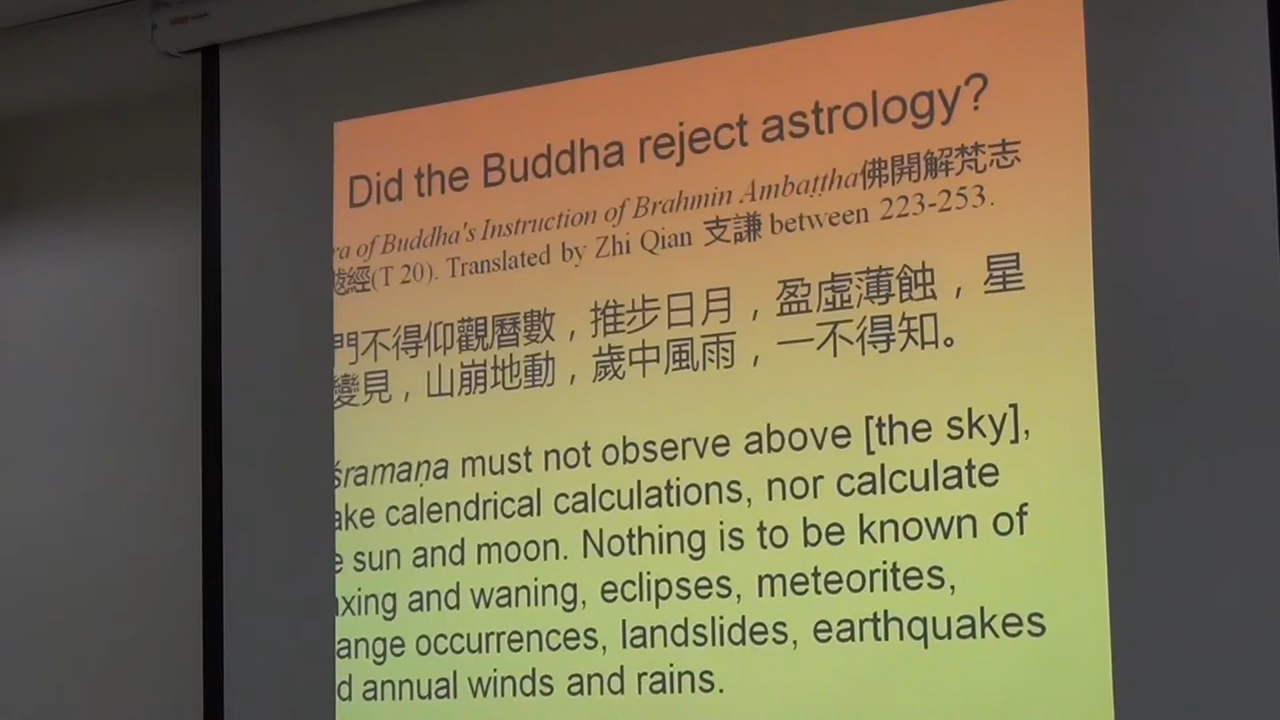 Did the Buddha reject astrology?
ra of Buddha's Instruction of Brahmin Ambaṭṭha佛開解梵志
經(T 20). Translated by Zhi Qian 支謙 between 223-253.
門不得仰觀曆數，推步日月，盈虛薄蝕，星
變見，山崩地動，歲中風雨，一不得知。
śramaṇa must not observe above [the sky],
ake calendrical calculations, nor calculate
e sun and moon. Nothing is to be known of
axing and waning, eclipses, meteorites,
ange occurrences, landslides, earthquakes
d annual winds and rains.